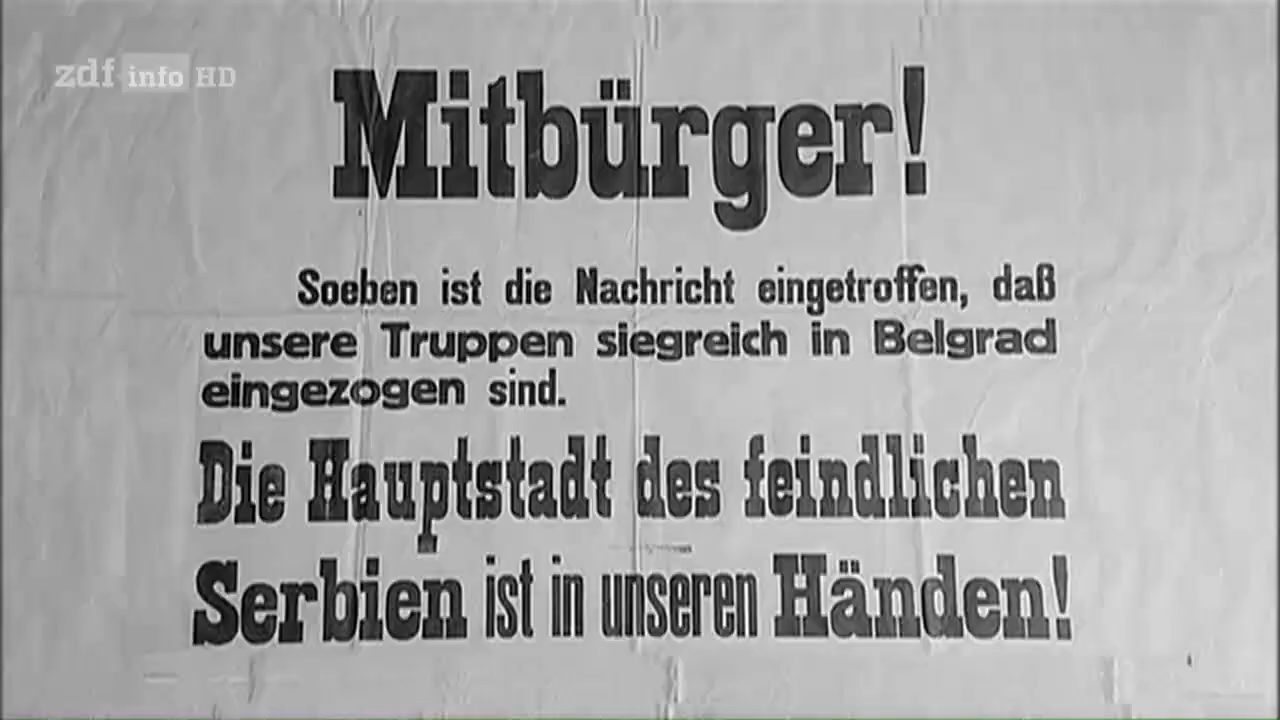 zdf info HD
Mitbürger!
Soeben ist die Nachricht eingetroffen, daß
unsere Truppen siegreich in Belgrad
eingezogen sind.
Die Hauptstadt des feindlichen
Serbien ist in unseren Händen!